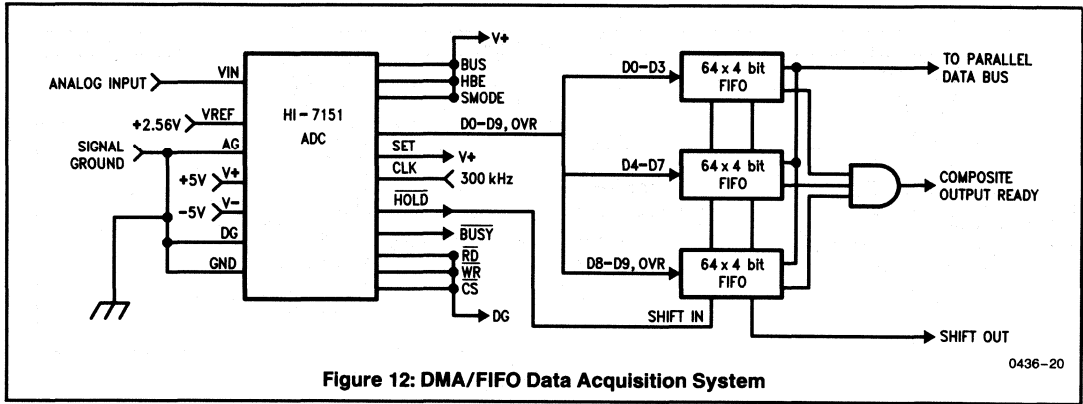 V+
BUS
HBE
SMODE
ANALOG INPUT
VIN
+2.56V
VREF
HI-7151
ADC
SIGNAL
GROUND
AG
+5V
V+
-5V
V-
DG
GND
D0-D9, OVR
SET
V+
CLK
300 kHz
HOLD
BUSY
RD
WR
CS
DG
D0-D3
64 x 4 bit
FIFO
D4-D7
64 x 4 bit
FIFO
D8-D9, OVR
64 x 4 bit
FIFO
SHIFT IN
TO PARALLEL
DATA BUS
COMPOSITE
OUTPUT READY
SHIFT OUT
0436-20
Figure 12: DMA/FIFO Data Acquisition System